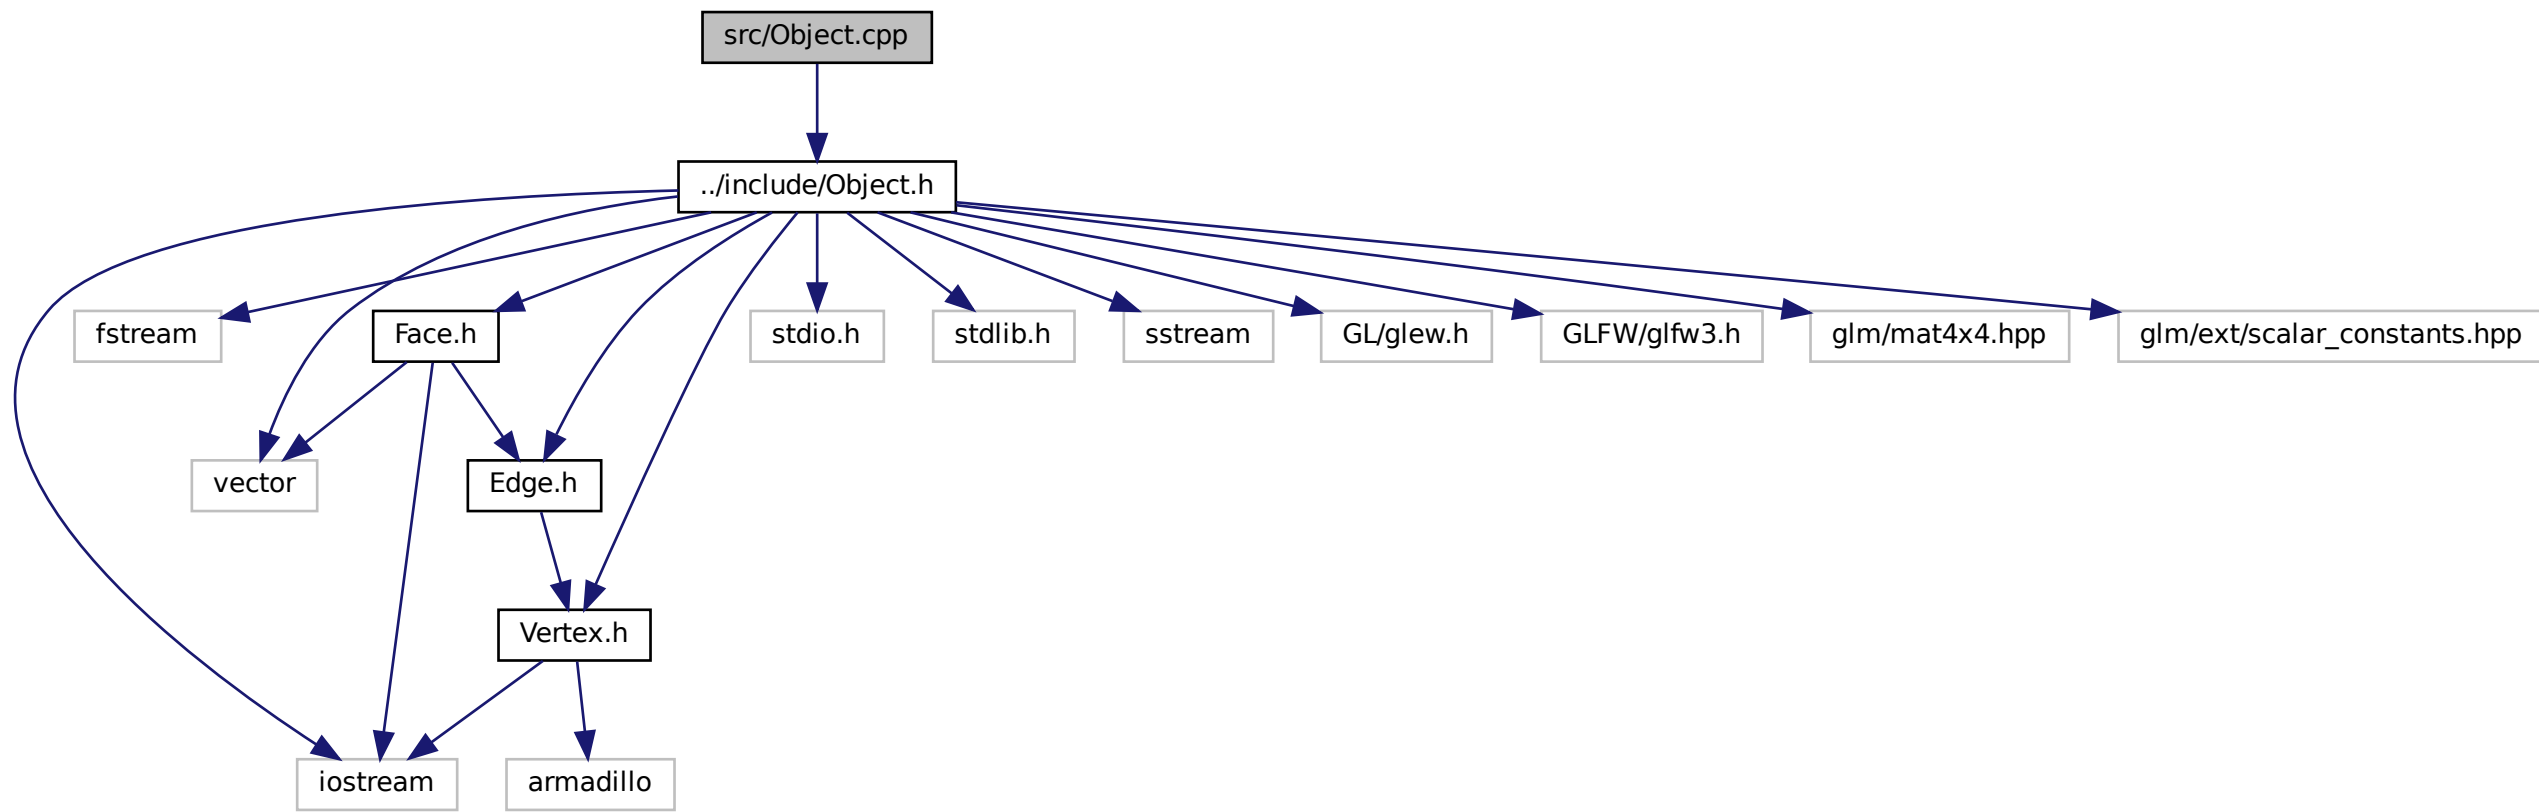 src/Object.cpp
../include/Object.h
fstream
Face.h
stdio.h
stdlib.h
sstream
GL/glew.h
GLFW/glfw3.h
glm/mat4x4.hpp
glm/ext/scalar_constants.hpp
vector
Edge.h
Vertex.h
iostream
armadillo